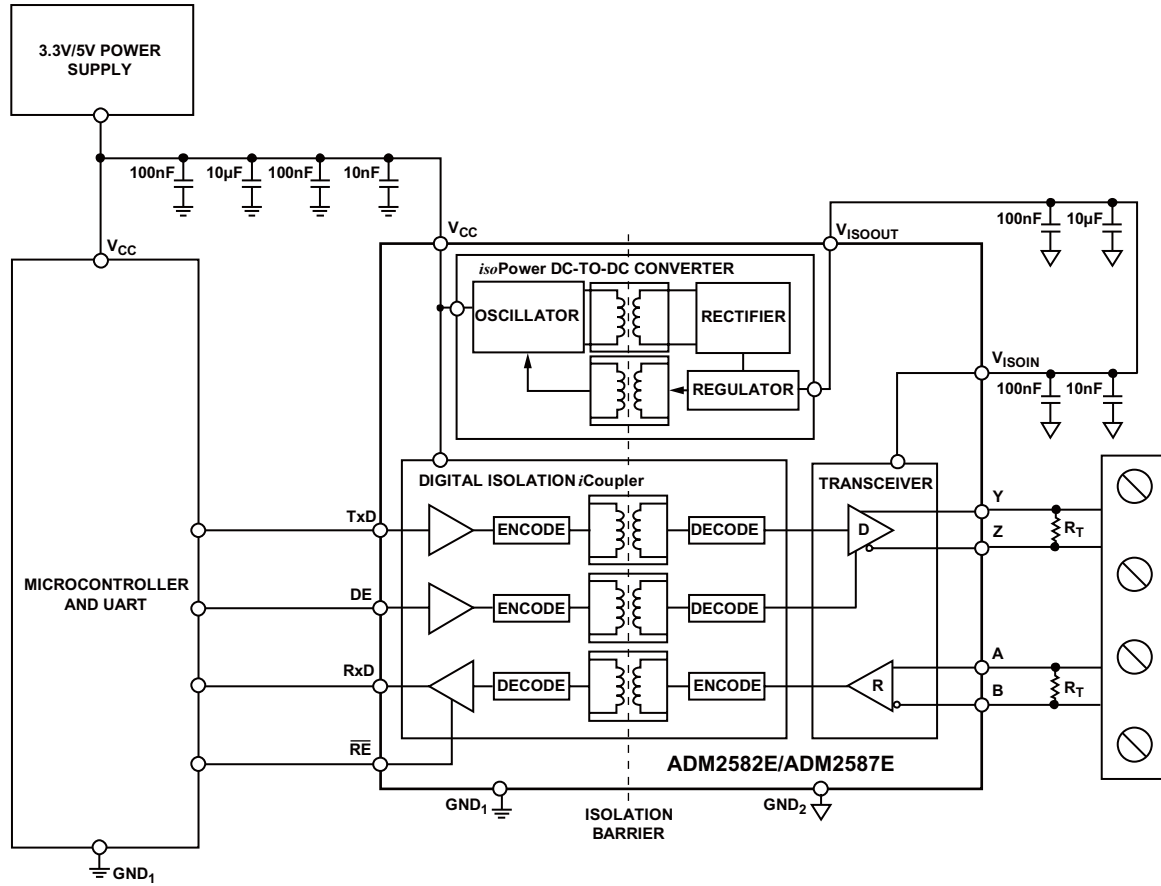 3.3V/5V POWER
SUPPLY
100nF
10µF
100nF
10nF
100nF
10µF
VCC
VCC
VISOOUT
isoPower DC-TO-DC CONVERTER
OSCILLATOR
RECTIFIER
REGULATOR
VISOIN
100nF
10nF
DIGITAL ISOLATION iCoupler
TRANSCEIVER
TxD
ENCODE
DECODE
D
Y
Z
RT
MICROCONTROLLER
AND UART
DE
ENCODE
DECODE
RxD
DECODE
ENCODE
R
A
B
RT
RE
ADM2582E/ADM2587E
GND1
GND2
ISOLATION
BARRIER
GND1